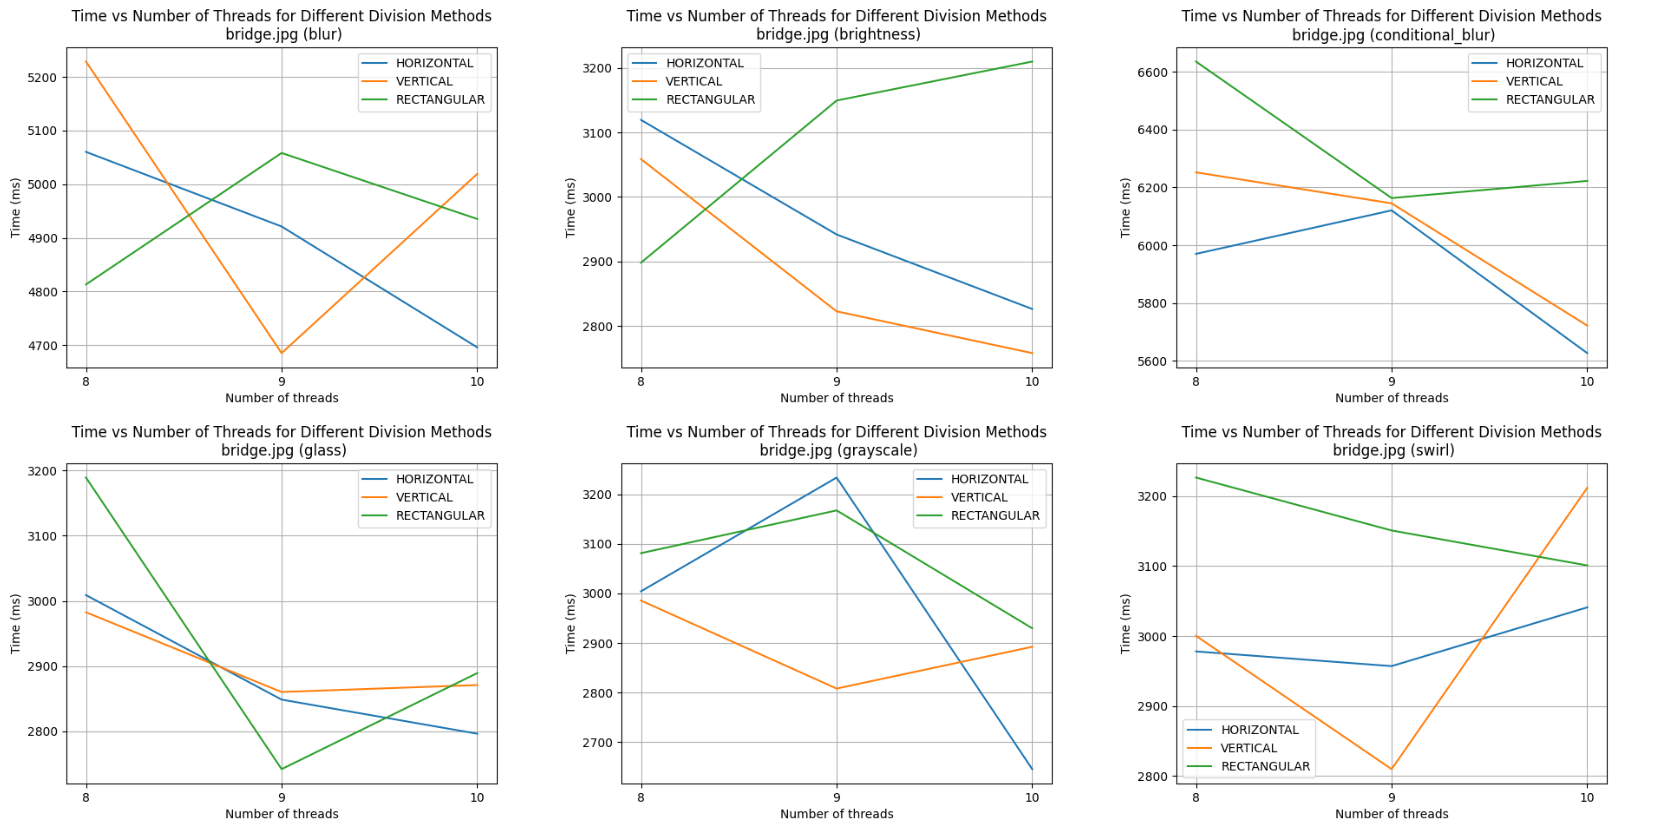 Time vs Number of Threads for Different Division Methods
bridge.jpg (blur)
HORIZONTAL
VERTICAL
RECTANGULAR
5200
5100
5000
4900
4800
4700
Time (ms)
8
9
10
Number of threads
Time vs Number of Threads for Different Division Methods
bridge.jpg (brightness)
HORIZONTAL
VERTICAL
RECTANGULAR
3200
3100
3000
2900
2800
Time (ms)
8
9
10
Number of threads
Time vs Number of Threads for Different Division Methods
bridge.jpg (conditional_blur)
HORIZONTAL
VERTICAL
RECTANGULAR
6600
6400
6200
6000
5800
5600
Time (ms)
8
9
10
Number of threads
Time vs Number of Threads for Different Division Methods
bridge.jpg (glass)
HORIZONTAL
VERTICAL
RECTANGULAR
3200
3100
3000
2900
2800
Time (ms)
8
9
10
Number of threads
Time vs Number of Threads for Different Division Methods
bridge.jpg (grayscale)
HORIZONTAL
VERTICAL
RECTANGULAR
3200
3100
3000
2900
2800
2700
Time (ms)
8
9
10
Number of threads
Time vs Number of Threads for Different Division Methods
bridge.jpg (swirl)
3200
3100
3000
2900
2800
Time (ms)
HORIZONTAL
VERTICAL
RECTANGULAR
8
9
10
Number of threads